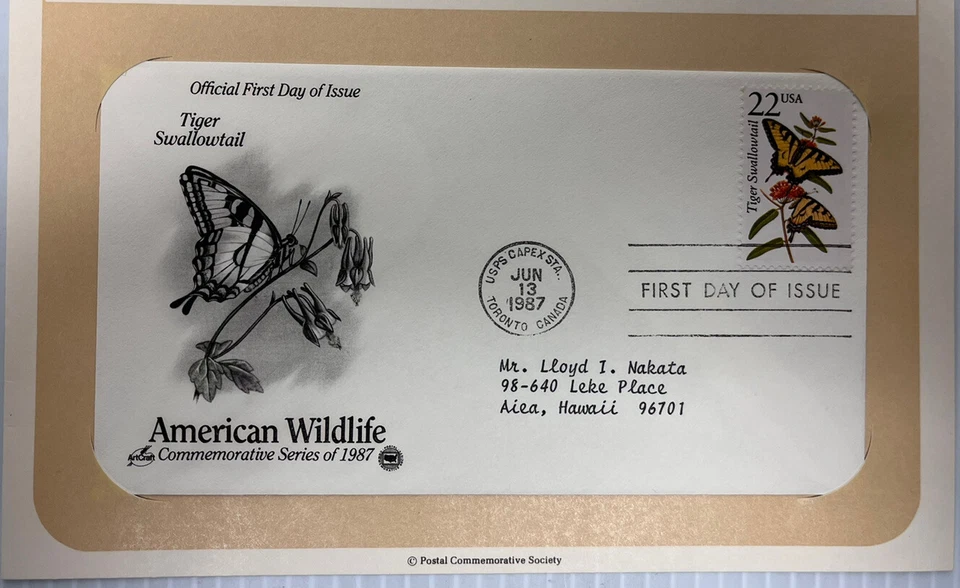 Official First Day of Issue
Tiger
Swallowtail
22 USA
Tiger Swallowtail
USPS CAPEX STA.
JUN
13
1987
TORONTO CANADA
FIRST DAY OF ISSUE
Mr. Lloyd I. Nakata
98-640 Leke Place
Aiea, Hawaii 96701
American Wildlife
ArtCraft
Commemorative Series of 1987
© Postal Commemorative Society